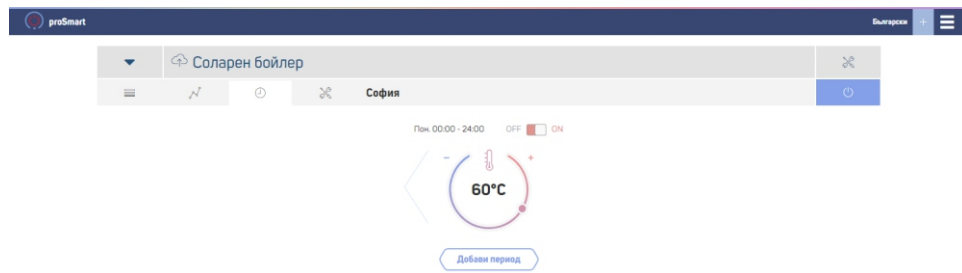 proSmart
Български +
Соларен бойлер
София
Пон. 00:00 - 24:00 OFF ON
- +
60°C
Добави период